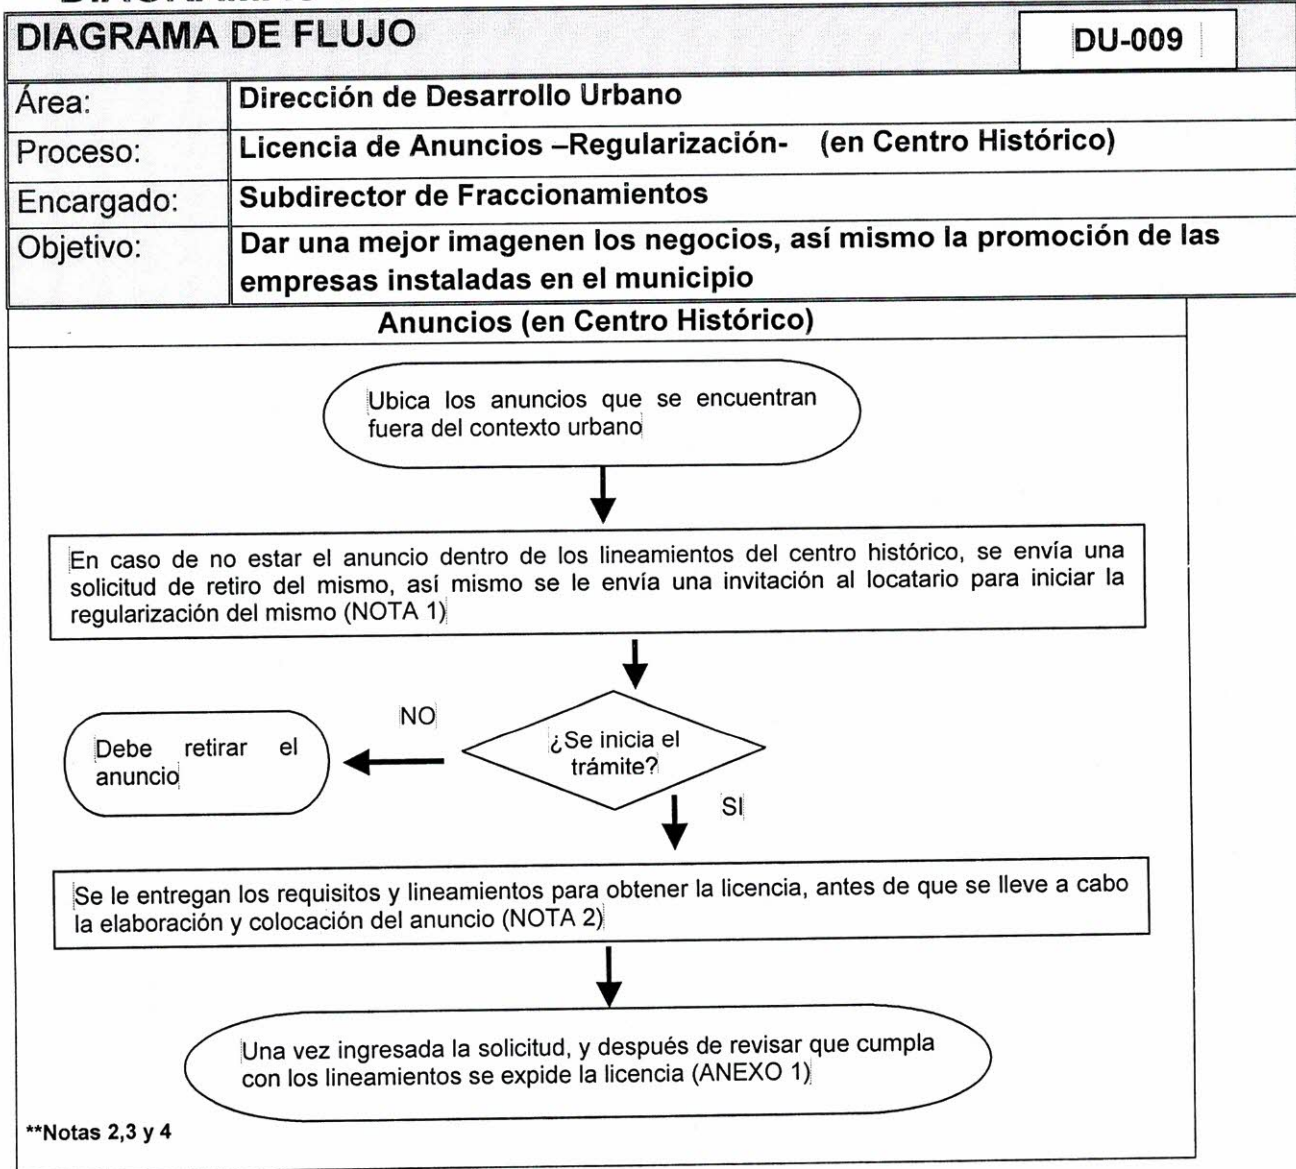 DIAGRAMA DE FLUJO
DU-009
Área:
Dirección de Desarrollo Urbano
Proceso:
Licencia de Anuncios –Regularización- (en Centro Histórico)
Encargado:
Subdirector de Fraccionamientos
Objetivo:
Dar una mejor imagenen los negocios, así mismo la promoción de las
empresas instaladas en el municipio
Anuncios (en Centro Histórico)
Ubica los anuncios que se encuentran
fuera del contexto urbano
En caso de no estar el anuncio dentro de los lineamientos del centro histórico, se envía una
solicitud de retiro del mismo, así mismo se le envía una invitación al locatario para iniciar la
regularización del mismo (NOTA 1)
¿Se inicia el
trámite?
NO
Debe retirar el
anuncio
SI
Se le entregan los requisitos y lineamientos para obtener la licencia, antes de que se lleve a cabo
la elaboración y colocación del anuncio (NOTA 2)
Una vez ingresada la solicitud, y después de revisar que cumpla
con los lineamientos se expide la licencia (ANEXO 1)
**Notas 2,3 y 4